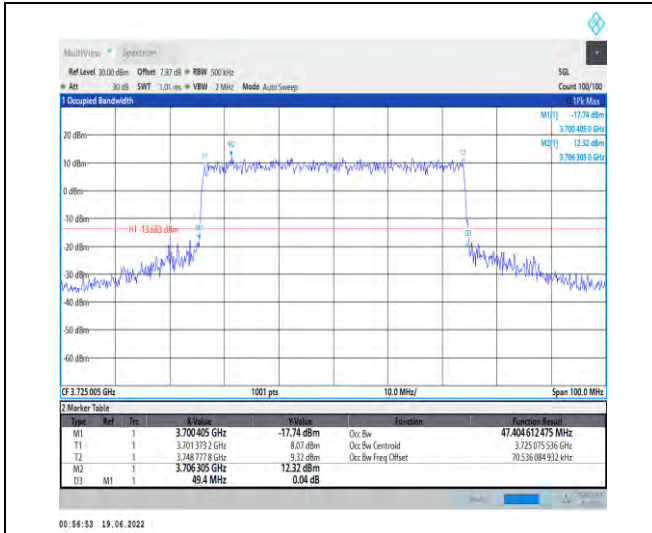 MultiView Spectrum
Ref Level 30.00 dBm Offset 7.87 dB RBW 500 kHz SGL
Att 30 dB SWT 1.01 ms VBW 2 MHz Mode Auto Sweep Count 100/100
1 Occupied Bandwidth 1Pk Max
M1[1] -17.74 dBm
3.700 405 0 GHz
M2[1] 12.32 dBm
3.706 305 0 GHz
20 dBm
M2
T1 T2
10 dBm
0 dBm
-10 dBm
H1 -13.683 dBm
-20 dBm
-30 dBm
-40 dBm
-50 dBm
-60 dBm
CF 3.725 005 GHz 1001 pts 10.0 MHz/ Span 100.0 MHz
2 Marker Table
Type Ref Trc X-Value Y-Value Function Function Result
M1 1 3.700 405 GHz -17.74 dBm Occ Bw 47.404 612 475 MHz
T1 1 3.701 373 2 GHz 8.07 dBm Occ Bw Centroid 3.725 075 536 GHz
T2 1 3.748 777 8 GHz 9.32 dBm Occ Bw Freq Offset 70.536 084 932 kHz
M2 1 3.706 305 GHz 12.32 dBm
D3 M1 1 49.4 MHz 0.04 dB
00:56:53 19.06.2022